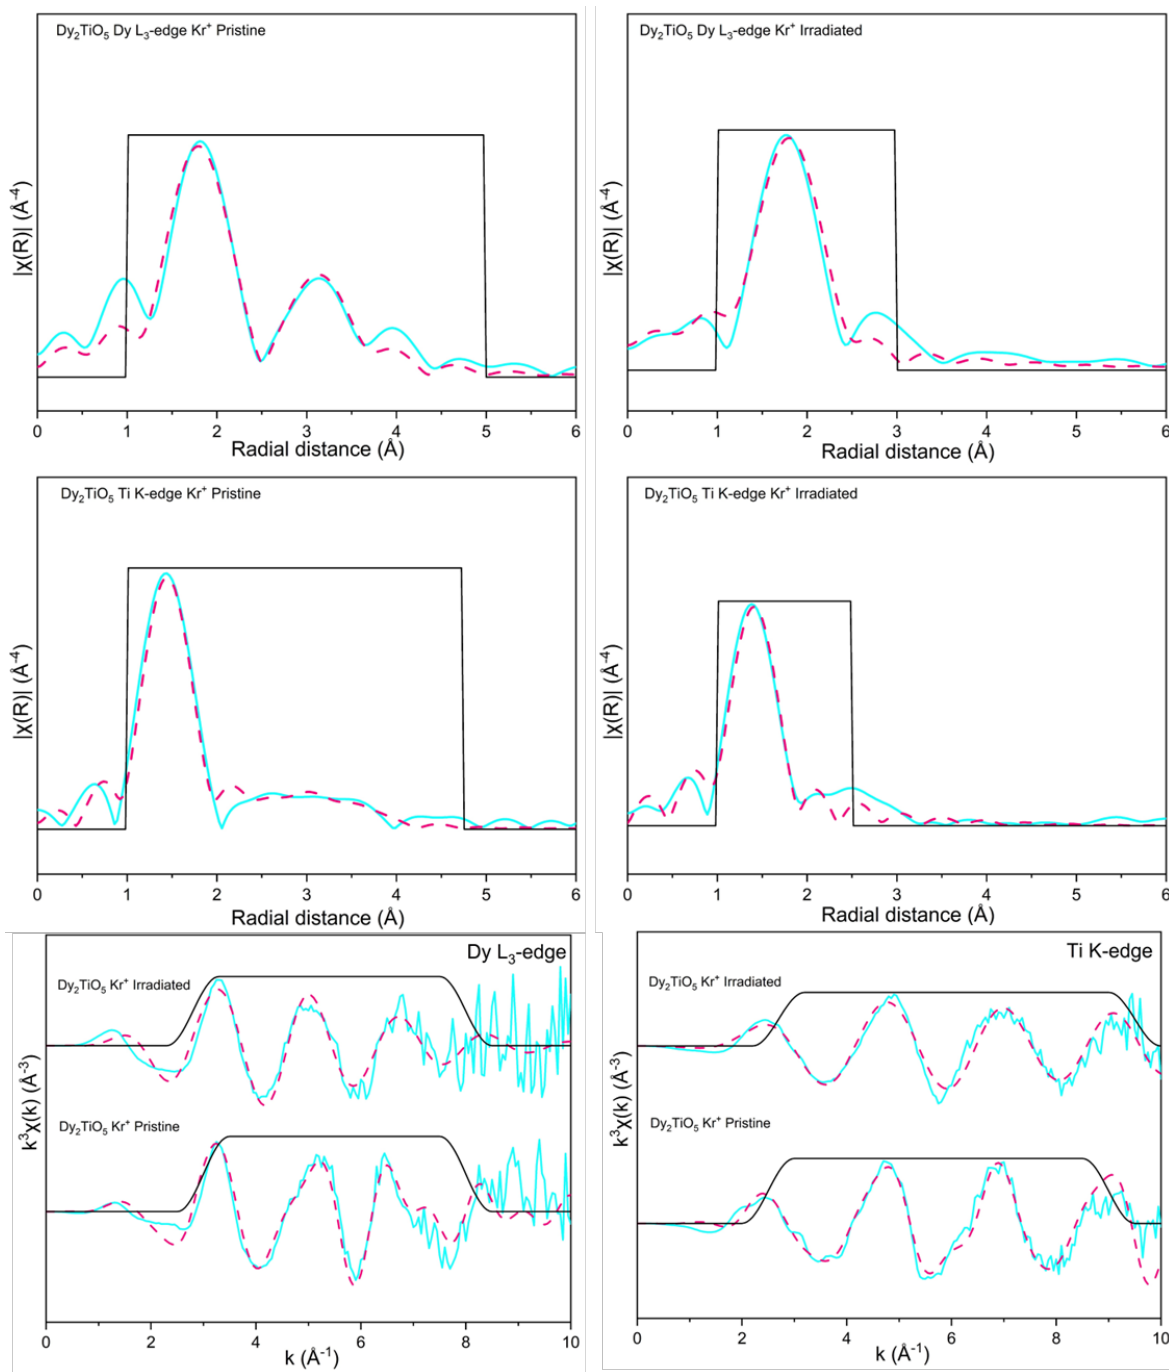 Dy₂TiO₅ Dy L₃-edge Kr⁺ Pristine
|χ(R)| (Å⁻⁴)
0 1 2 3 4 5 6
Radial distance (Å)
Dy₂TiO₅ Dy L₃-edge Kr⁺ Irradiated
|χ(R)| (Å⁻⁴)
0 1 2 3 4 5 6
Radial distance (Å)
Dy₂TiO₅ Ti K-edge Kr⁺ Pristine
|χ(R)| (Å⁻⁴)
0 1 2 3 4 5 6
Radial distance (Å)
Dy₂TiO₅ Ti K-edge Kr⁺ Irradiated
|χ(R)| (Å⁻⁴)
0 1 2 3 4 5 6
Radial distance (Å)
Dy L₃-edge
Dy₂TiO₅ Kr⁺ Irradiated
Dy₂TiO₅ Kr⁺ Pristine
k³χ(k) (Å⁻³)
0 2 4 6 8 10
k (Å⁻¹)
Ti K-edge
Dy₂TiO₅ Kr⁺ Irradiated
Dy₂TiO₅ Kr⁺ Pristine
k³χ(k) (Å⁻³)
0 2 4 6 8 10
k (Å⁻¹)